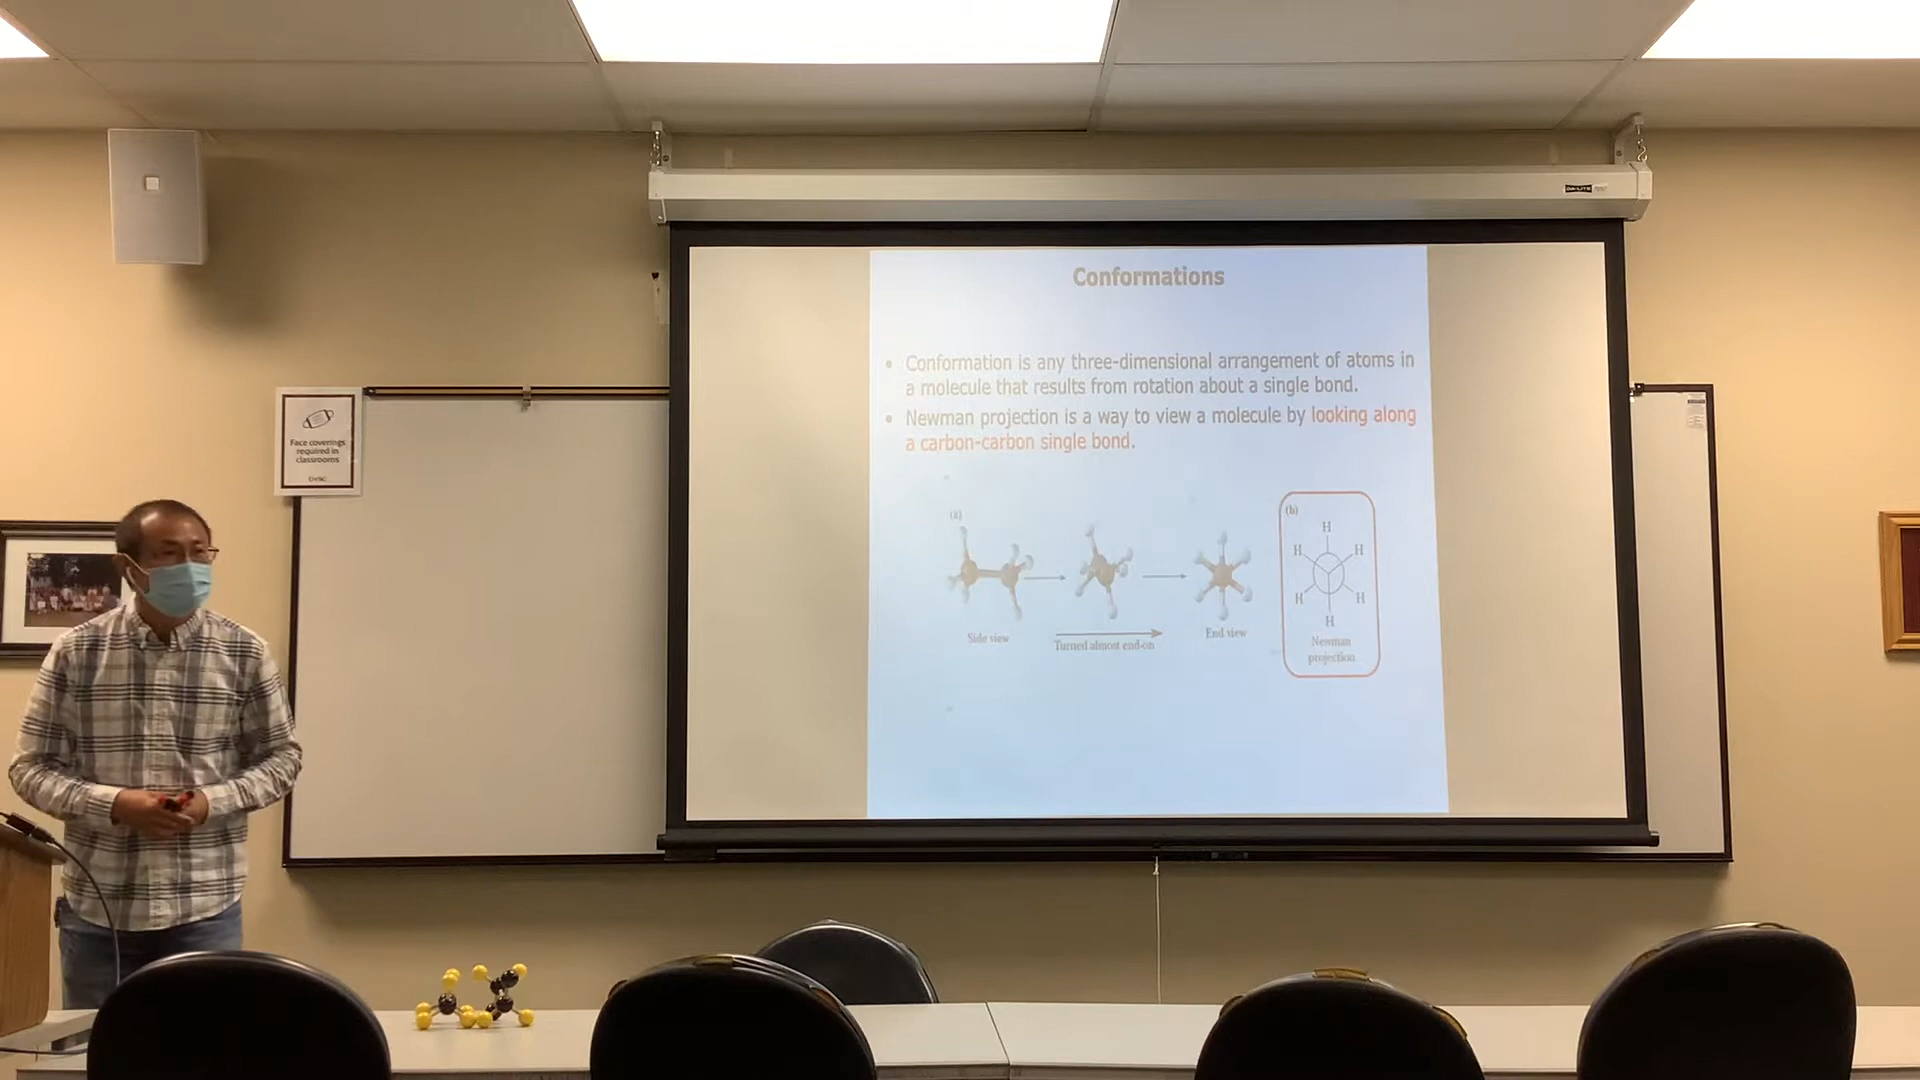 DA-LITE
Conformations
• Conformation is any three-dimensional arrangement of atoms in
a molecule that results from rotation about a single bond.
• Newman projection is a way to view a molecule by looking along
a carbon-carbon single bond.
Face coverings
required in
classrooms
(a)
(b)
H
H H
H H
H
Side view
Turned almost end-on
End view
Newman
projection